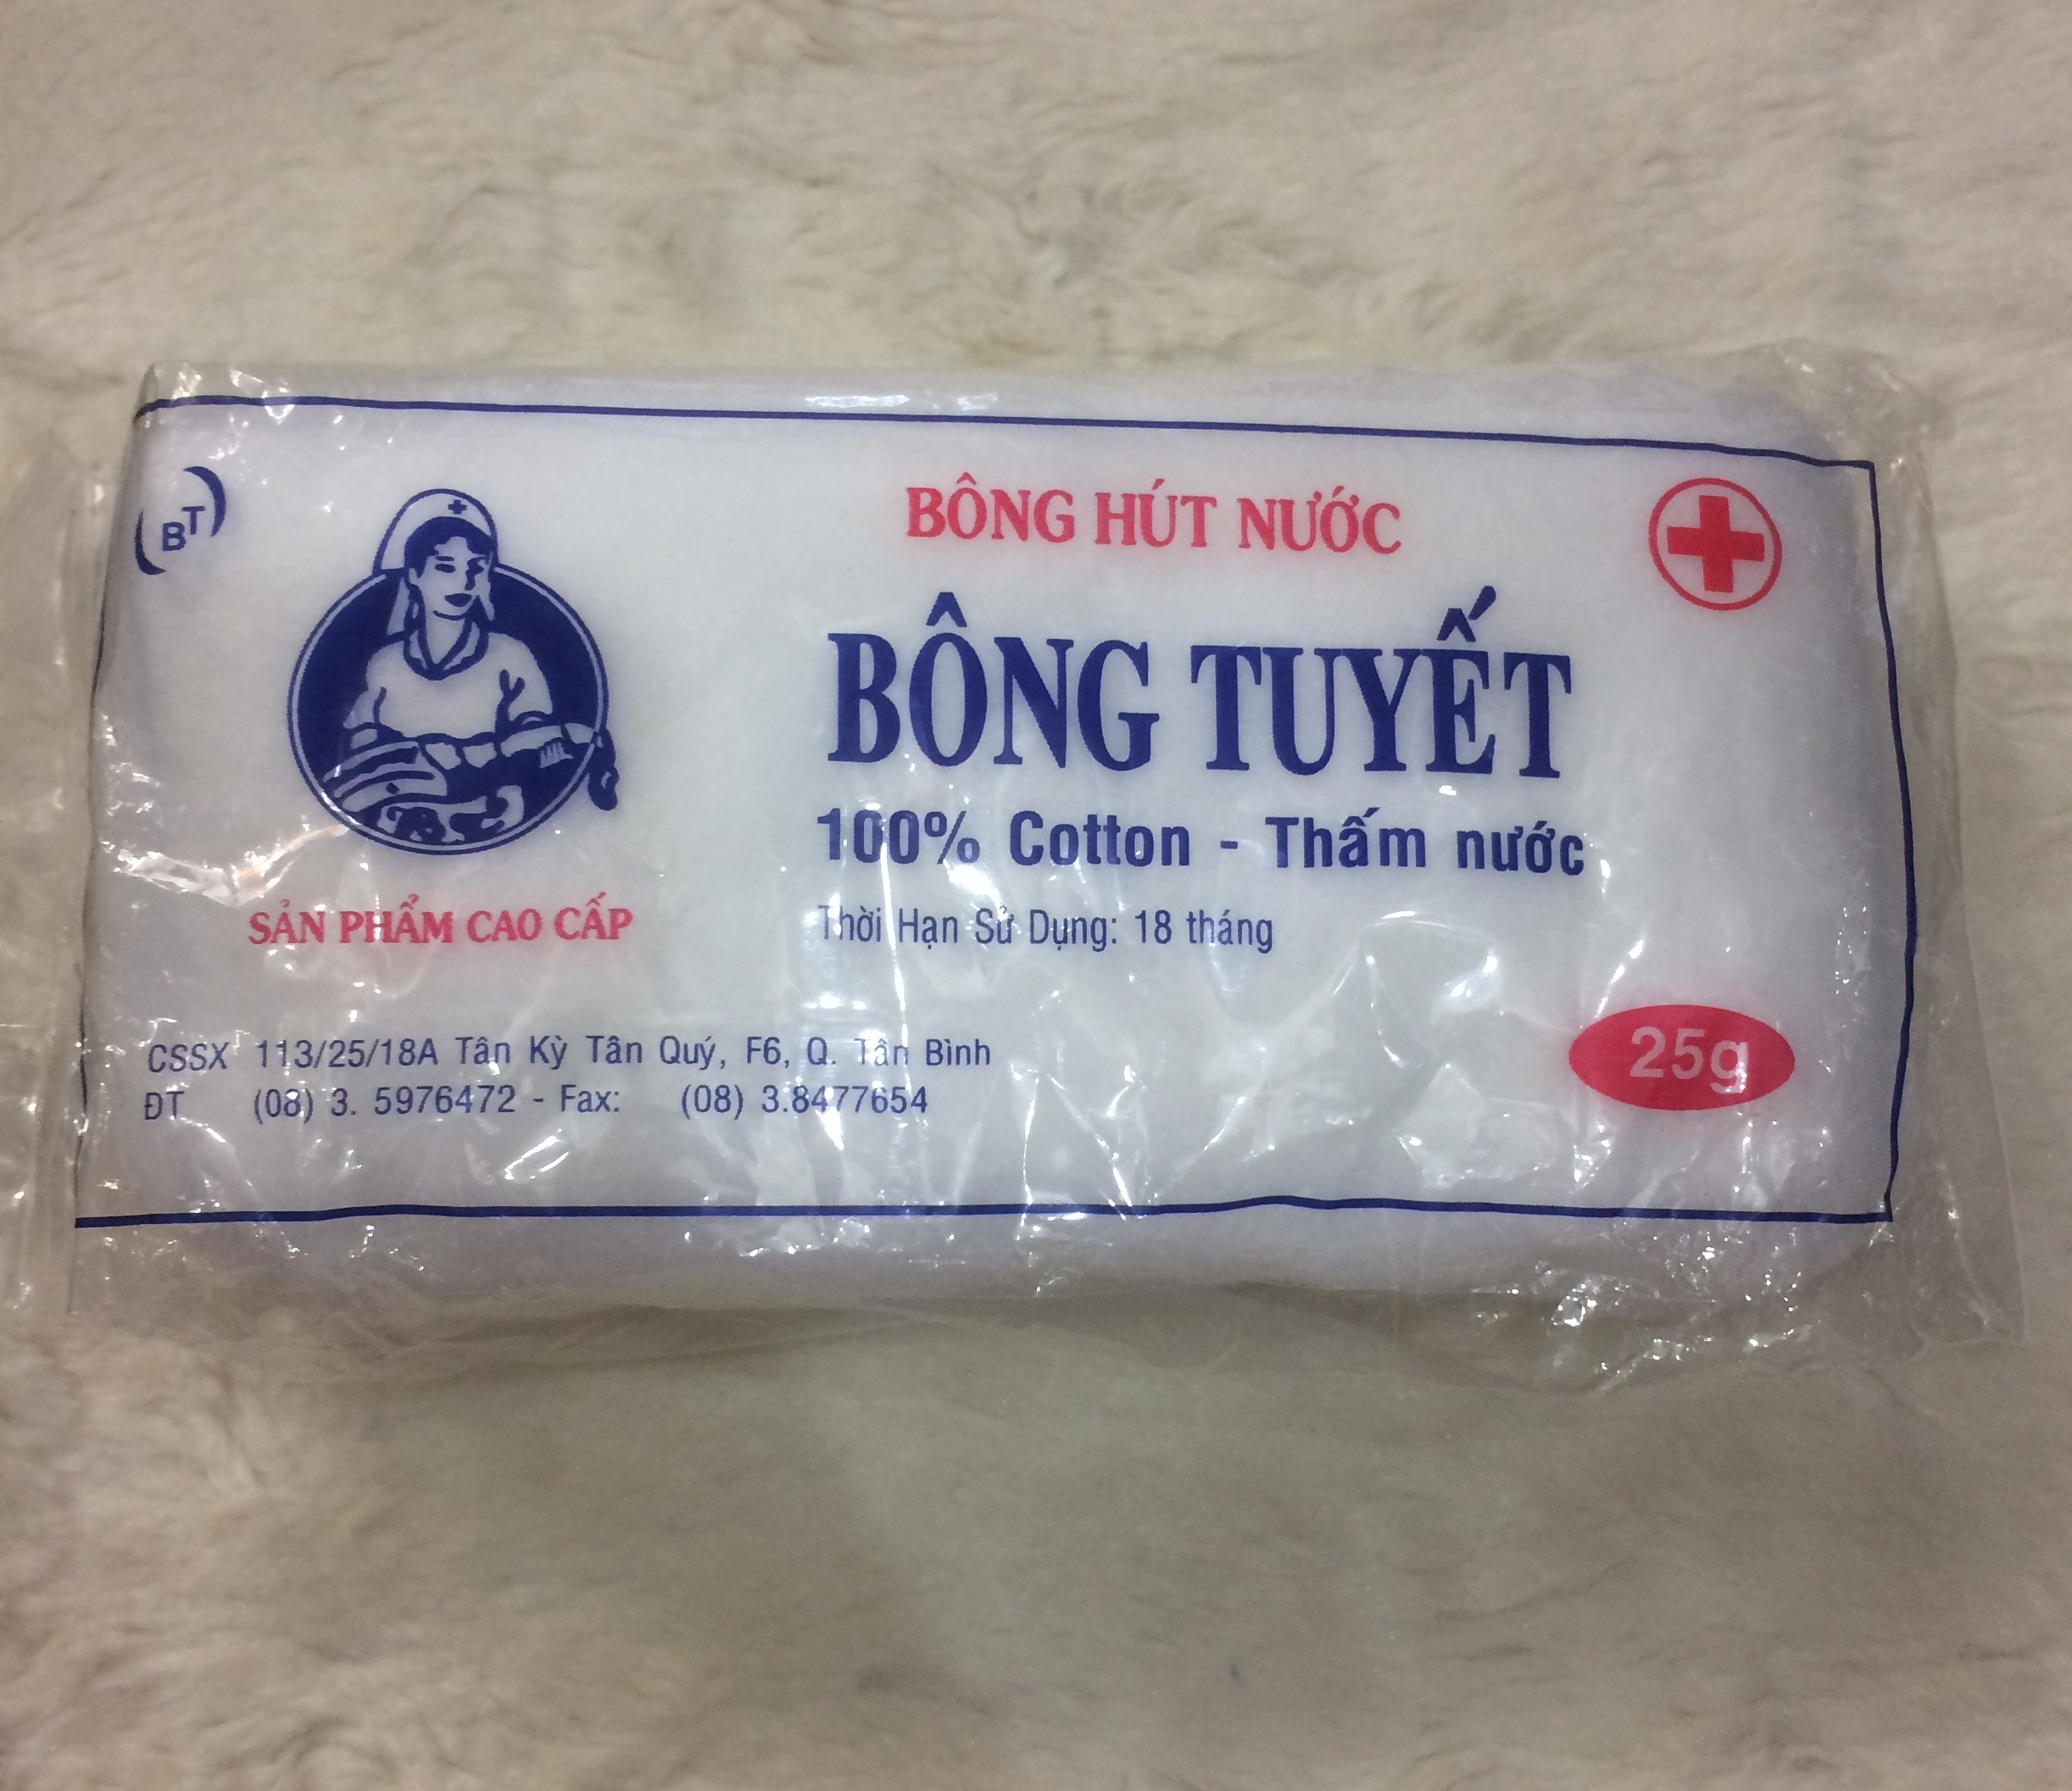 BT
BÔNG HÚT NƯỚC
BÔNG TUYẾT
100% Cotton - Thấm nước
SẢN PHẨM CAO CẤP
Thời Hạn Sử Dụng: 18 tháng
CSSX 113/25/18A Tân Kỳ Tân Quý, F6, Q. Tân Bình
ĐT (08) 3. 5976472 - Fax: (08) 3.8477654
25g